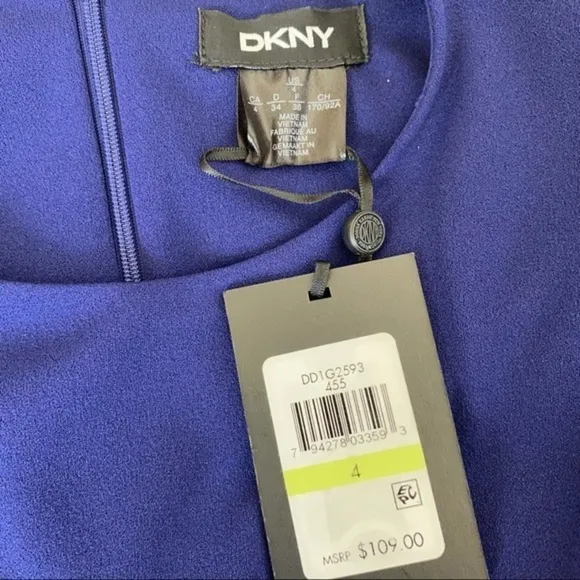 DKNY
US
4
CA D F CH
4 34 36 170/92A
MADE IN
VIETNAM
FABRIQUE AU
VIETNAM
GEMAAKT IN
VIETNAM
DD1G2593
455
7 94278 03359 3
4
MSRP $109.00